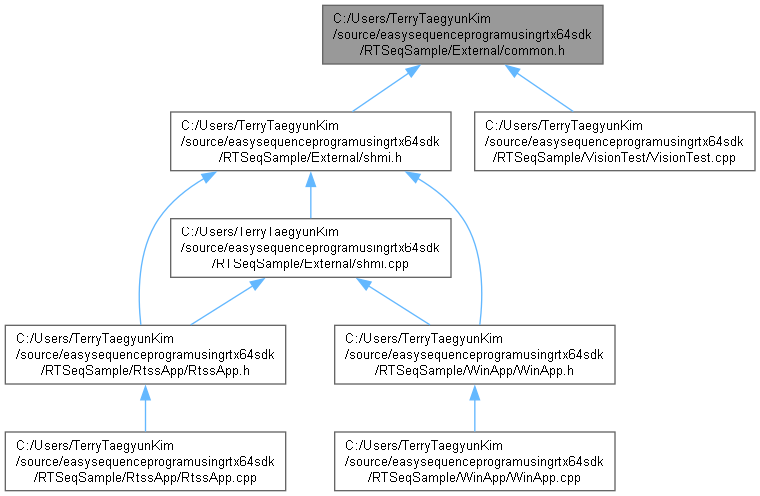 C:/Users/TerryTaegyunKim
/source/easysequenceprogramusingrtx64sdk
/RTSeqSample/External/common.h
C:/Users/TerryTaegyunKim
/source/easysequenceprogramusingrtx64sdk
/RTSeqSample/External/shmi.h
C:/Users/TerryTaegyunKim
/source/easysequenceprogramusingrtx64sdk
/RTSeqSample/VisionTest/VisionTest.cpp
C:/Users/TerryTaegyunKim
/source/easysequenceprogramusingrtx64sdk
/RTSeqSample/External/shmi.cpp
C:/Users/TerryTaegyunKim
/source/easysequenceprogramusingrtx64sdk
/RTSeqSample/RtssApp/RtssApp.h
C:/Users/TerryTaegyunKim
/source/easysequenceprogramusingrtx64sdk
/RTSeqSample/WinApp/WinApp.h
C:/Users/TerryTaegyunKim
/source/easysequenceprogramusingrtx64sdk
/RTSeqSample/RtssApp/RtssApp.cpp
C:/Users/TerryTaegyunKim
/source/easysequenceprogramusingrtx64sdk
/RTSeqSample/WinApp/WinApp.cpp